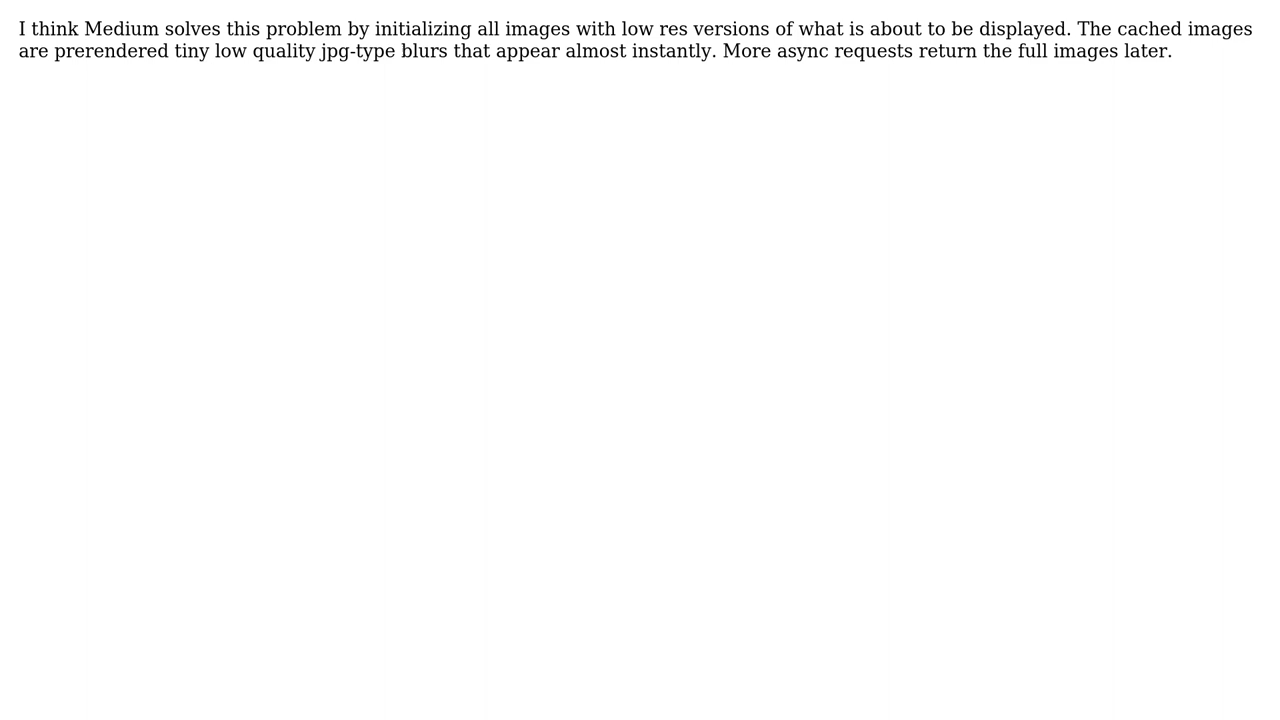 I think Medium solves this problem by initializing all images with low res versions of what is about to be displayed. The cached images
are prerendered tiny low quality jpg-type blurs that appear almost instantly. More async requests return the full images later.